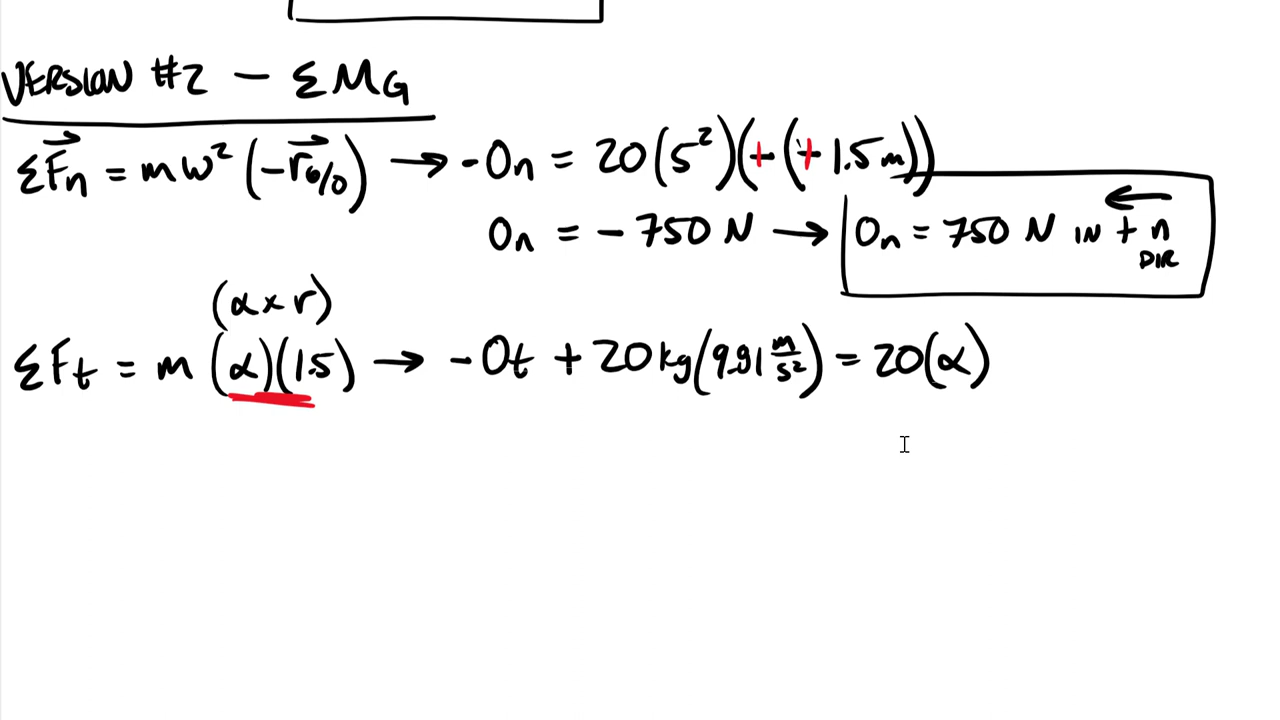 VERSION #2 – ΣMG
ΣF⃗n = mω² (-r⃗G/O) → -On = 20(5²)(+(+1.5m))
On = -750 N → On = 750 N IN + n DIR
(α × r)
ΣFt = m (α)(1.5) → -Ot + 20kg(9.81 m/s²) = 20(α)